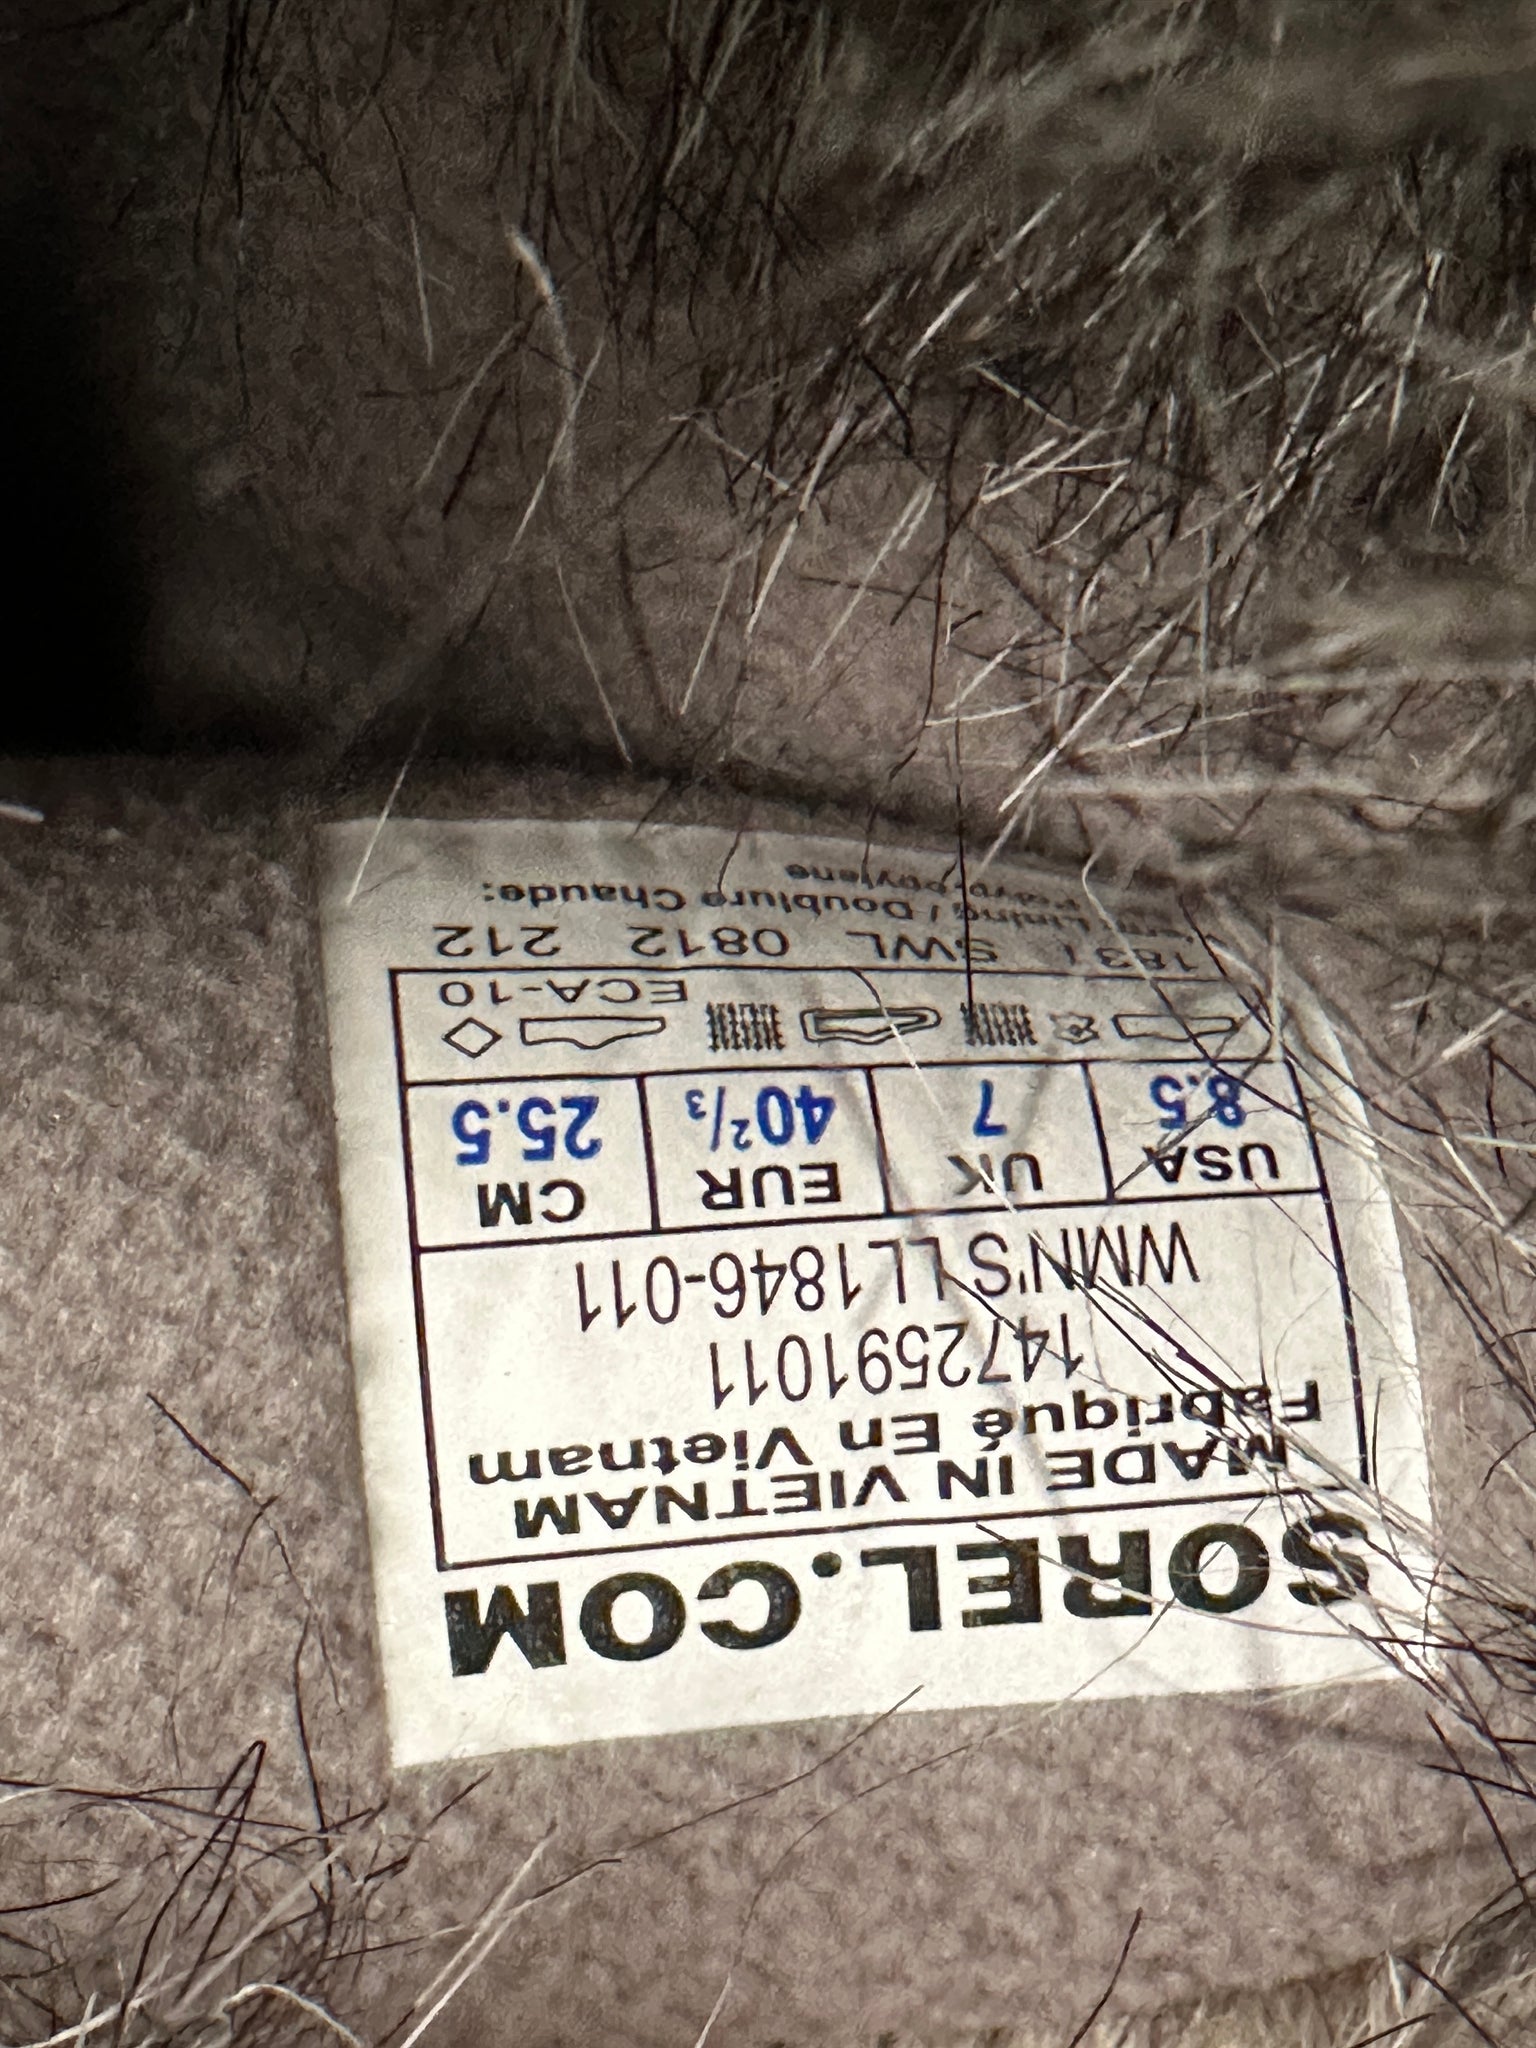 SOREL.COM
MADE IN VIETNAM
Fabriqué En Vietnam
1472591011
WMN'S LL1846-011
USA UK EUR CM
8.5 7 40 2/3 25.5
ECA-10
1831 SWL 0812 212
Lining / Doublure Chaude: